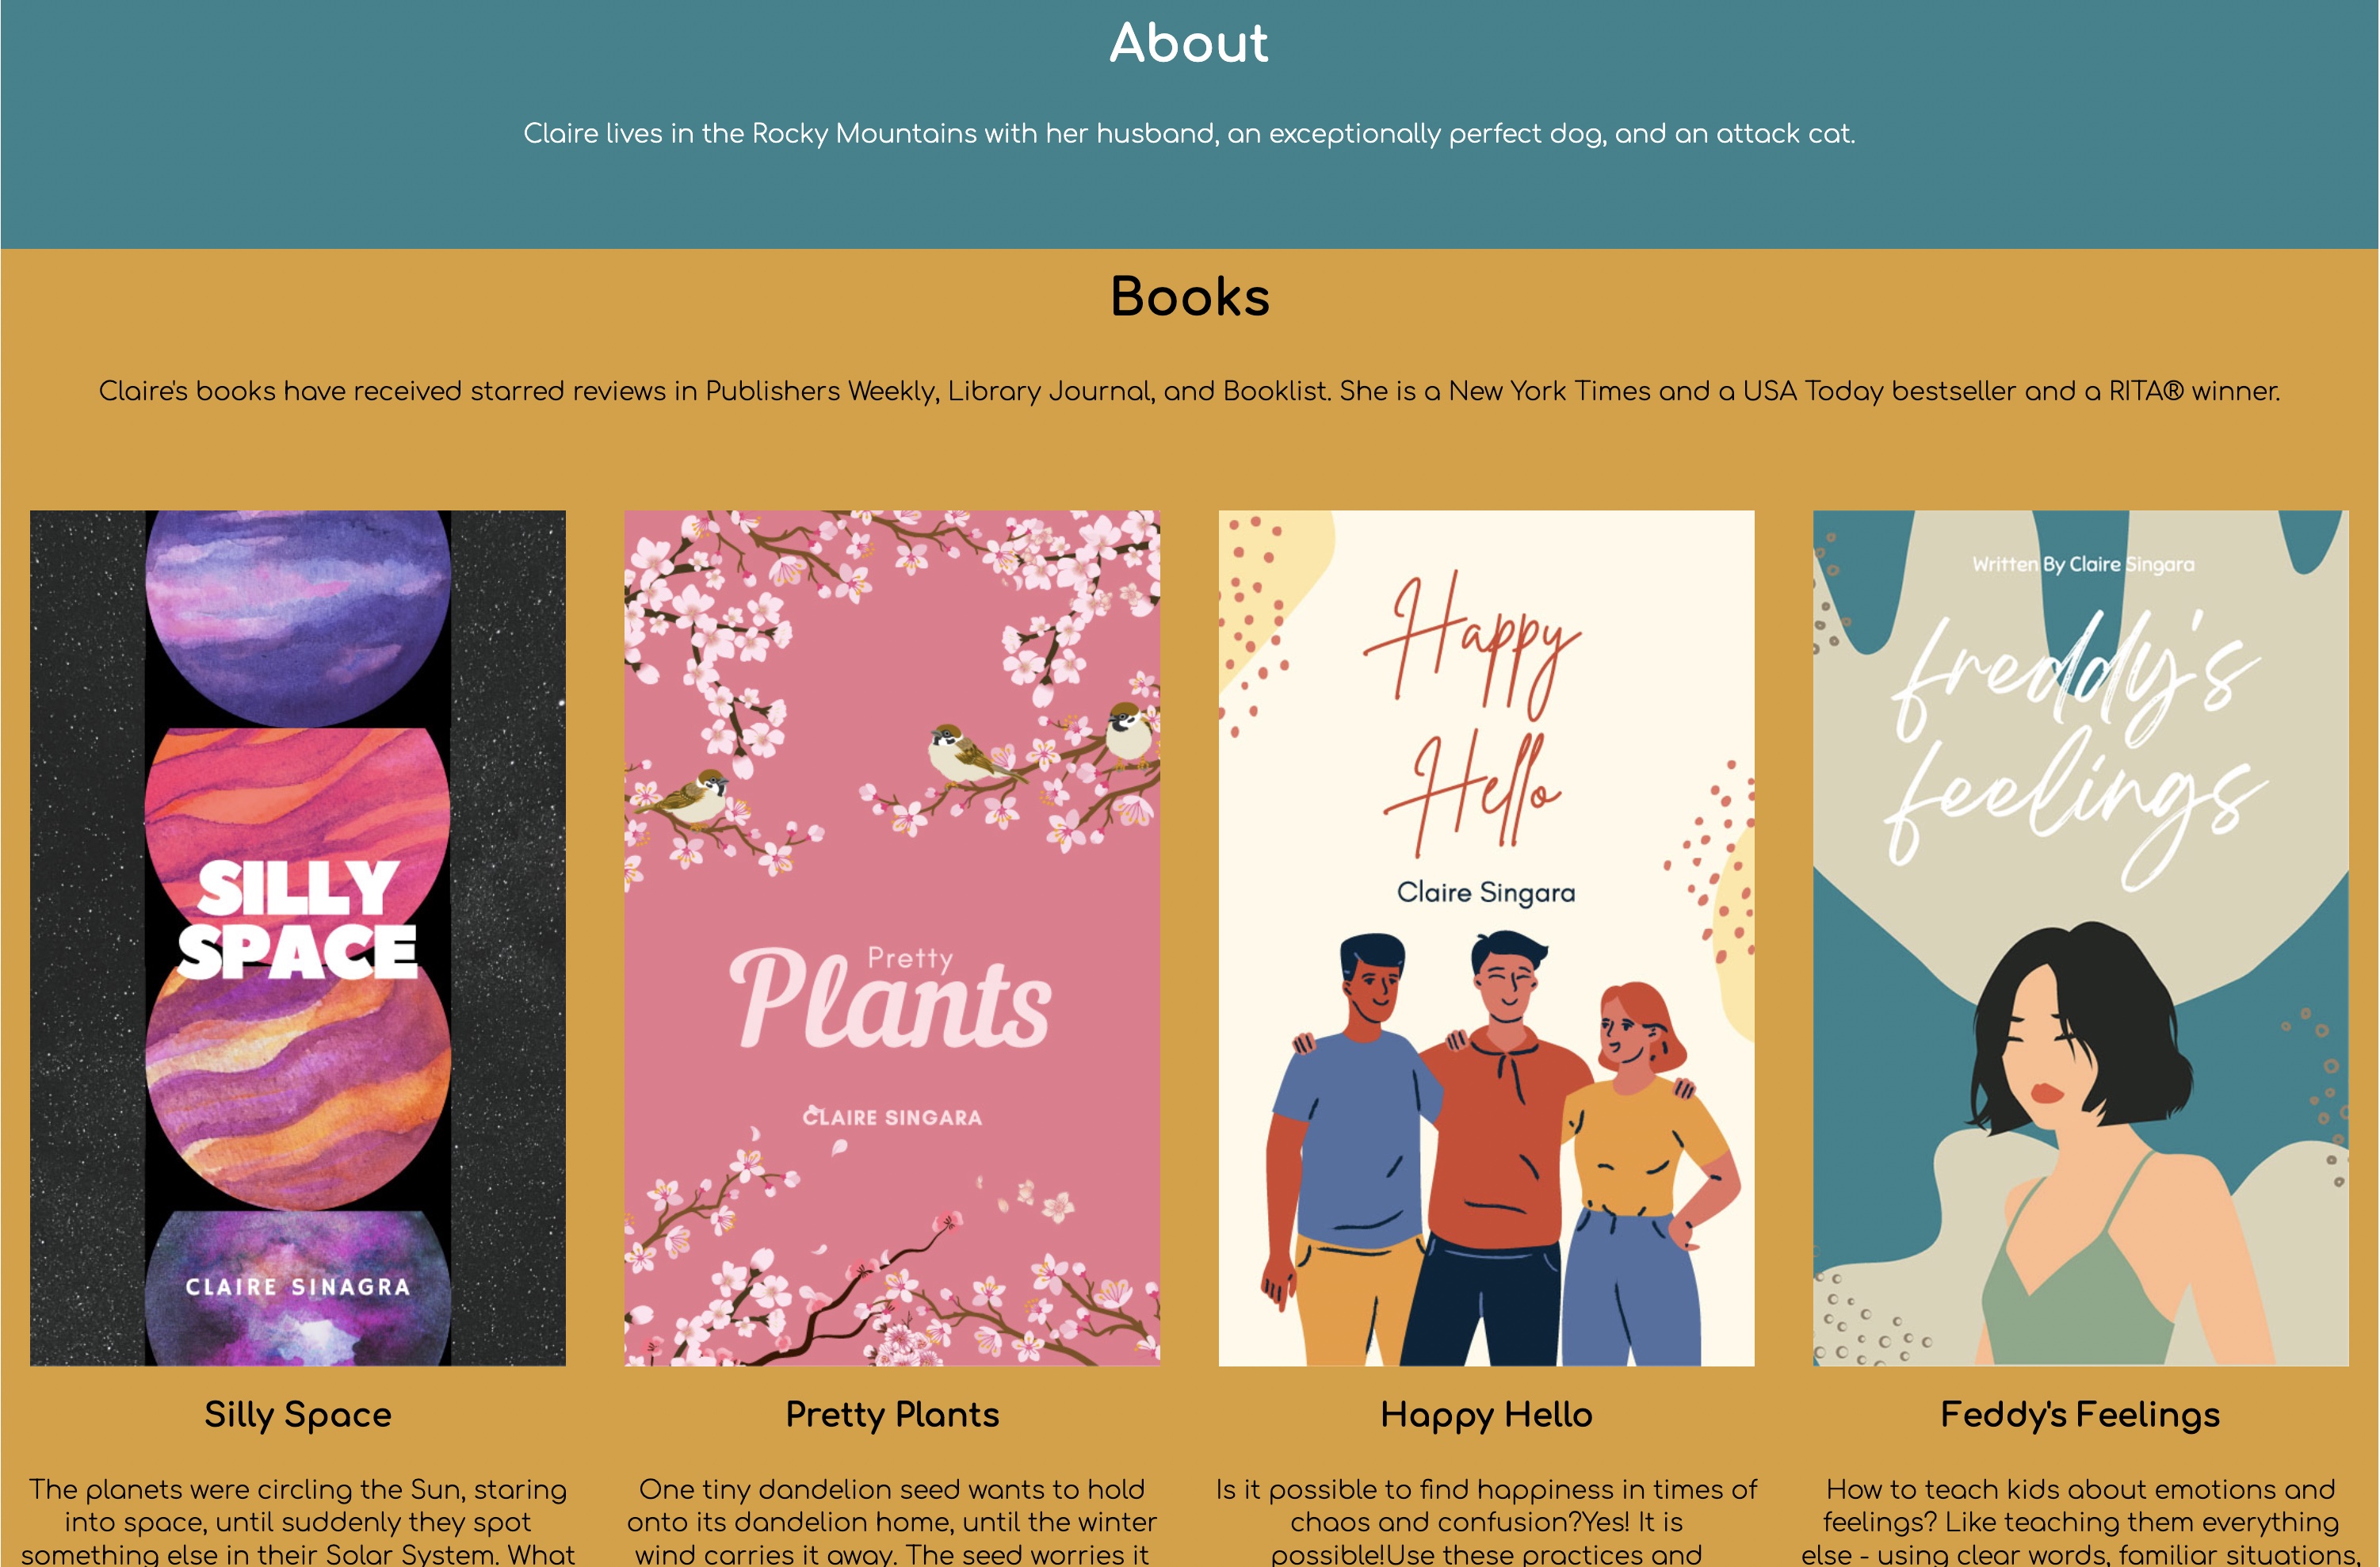 About
Claire lives in the Rocky Mountains with her husband, an exceptionally perfect dog, and an attack cat.
Books
Claire's books have received starred reviews in Publishers Weekly, Library Journal, and Booklist. She is a New York Times and a USA Today bestseller and a RITA® winner.
SILLY
SPACE
CLAIRE SINAGRA
Pretty
Plants
CLAIRE SINGARA
Happy
Hello
Claire Singara
Written By Claire Singara
freddy's
feelings
Silly Space
The planets were circling the Sun, staring
into space, until suddenly they spot
something else in their Solar System. What
Pretty Plants
One tiny dandelion seed wants to hold
onto its dandelion home, until the winter
wind carries it away. The seed worries it
Happy Hello
Is it possible to find happiness in times of
chaos and confusion?Yes! It is
possible!Use these practices and
Feddy's Feelings
How to teach kids about emotions and
feelings? Like teaching them everything
else - using clear words, familiar situations,